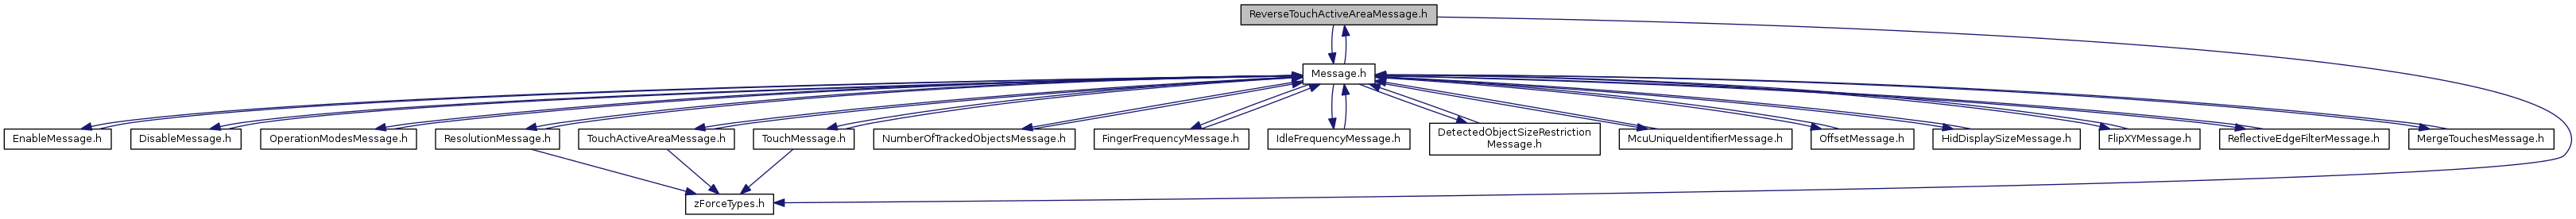 ReverseTouchActiveAreaMessage.h
Message.h
EnableMessage.h
DisableMessage.h
OperationModesMessage.h
ResolutionMessage.h
TouchActiveAreaMessage.h
TouchMessage.h
NumberOfTrackedObjectsMessage.h
FingerFrequencyMessage.h
IdleFrequencyMessage.h
DetectedObjectSizeRestriction
Message.h
McuUniqueIdentifierMessage.h
OffsetMessage.h
HidDisplaySizeMessage.h
FlipXYMessage.h
ReflectiveEdgeFilterMessage.h
MergeTouchesMessage.h
zForceTypes.h